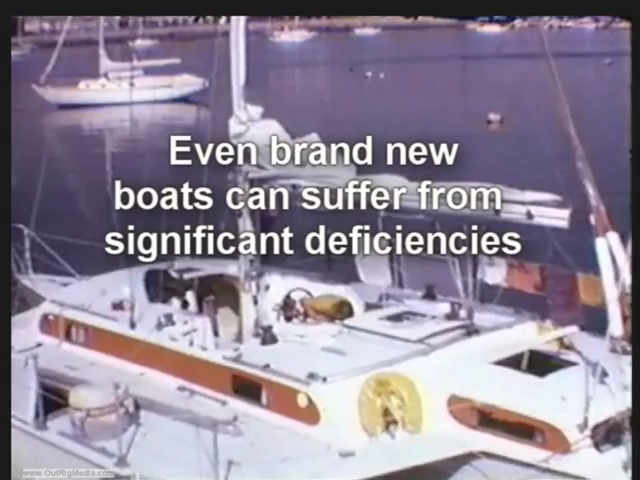 Even brand new
boats can suffer from
significant deficiencies
www.OutRigMedia.com